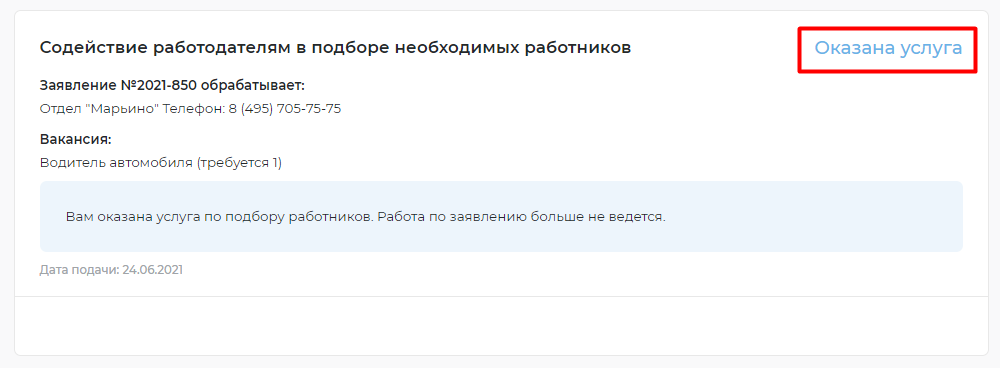 Содействие работодателям в подборе необходимых работников
Оказана услуга
Заявление №2021-850 обрабатывает:
Отдел "Марьино" Телефон: 8 (495) 705-75-75
Вакансия:
Водитель автомобиля (требуется 1)
Вам оказана услуга по подбору работников. Работа по заявлению больше не ведется.
Дата подачи: 24.06.2021